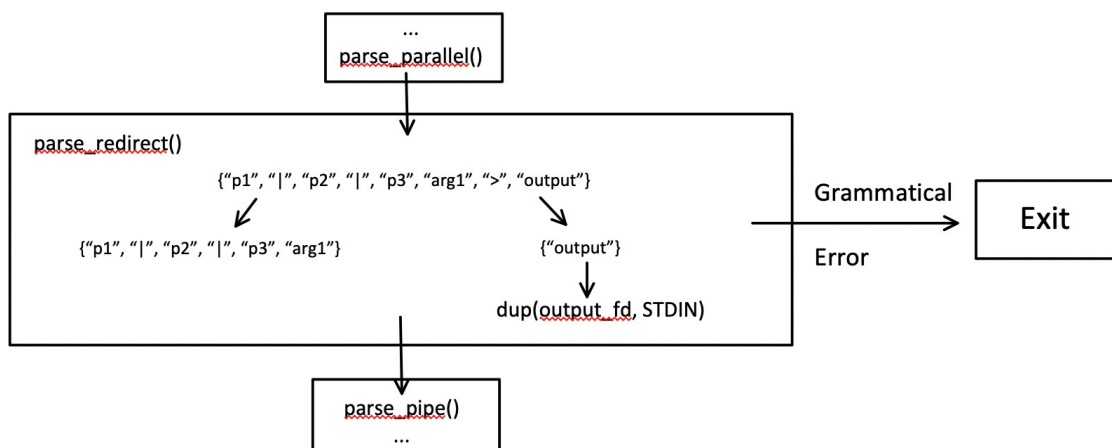 ...
parse_parallel()
parse_redirect()
{“p1”, “|”, “p2”, “|”, “p3”, “arg1”, “>”, “output”}
{“p1”, “|”, “p2”, “|”, “p3”, “arg1”}
{“output”}
dup(output_fd, STDIN)
Grammatical
Error
Exit
parse_pipe()
...